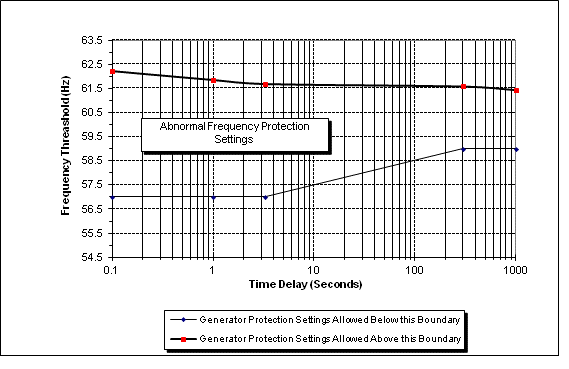 63.5
62.5
61.5
60.5
59.5
58.5
57.5
56.5
55.5
54.5
Frequency Threashold (Hz)
Abnormal Frequency Protection
Settings
0.1 1 10 100 1000
Time Delay (Seconds)
Generator Protection Settings Allowed Below this Boundary
Generator Protection Settings Allowed Above this Boundary